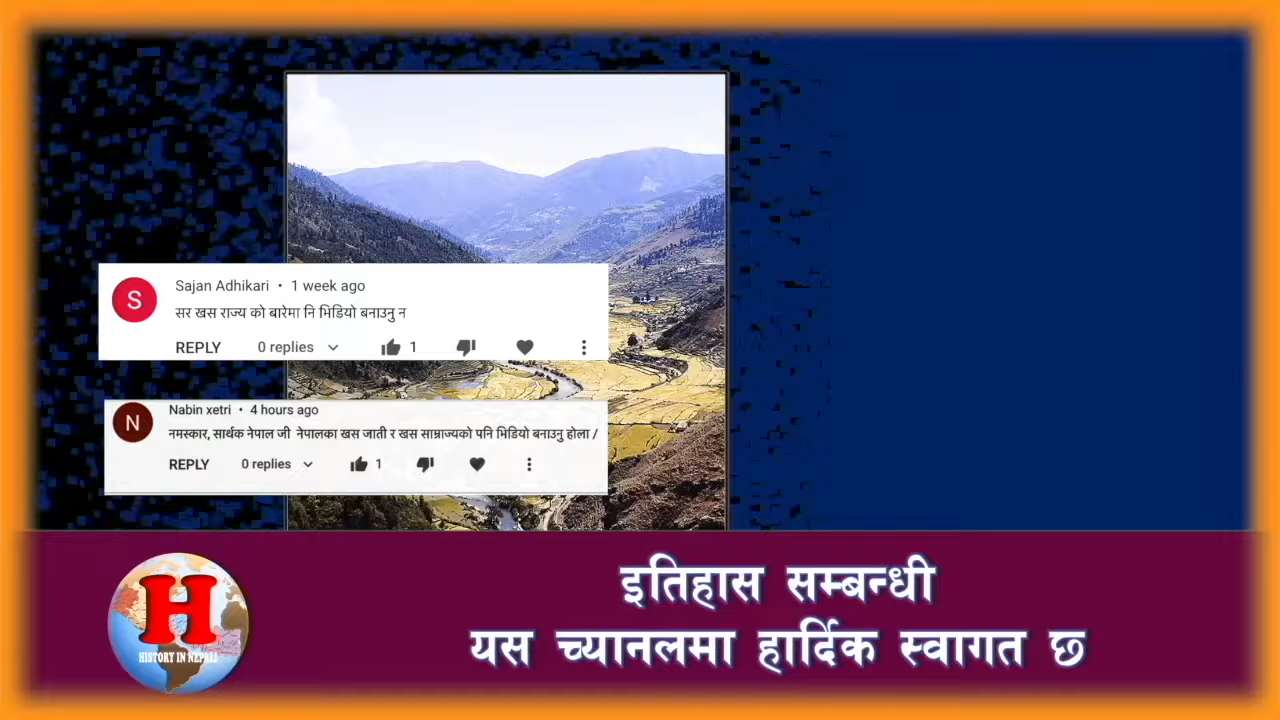 Sajan Adhikari • 1 week ago
सर खस राज्य को बारेमा नि भिडियो बनाउनु न
REPLY 0 replies 1
Nabin xetri • 4 hours ago
नमस्कार, सार्थक नेपाल जी नेपालका खस जाती र खस साम्राज्यको पनि भिडियो बनाउनु होला /
REPLY 0 replies 1
इतिहास सम्बन्धी
यस च्यानलमा हार्दिक स्वागत छ
S
N
H
HISTORY IN NEPALI